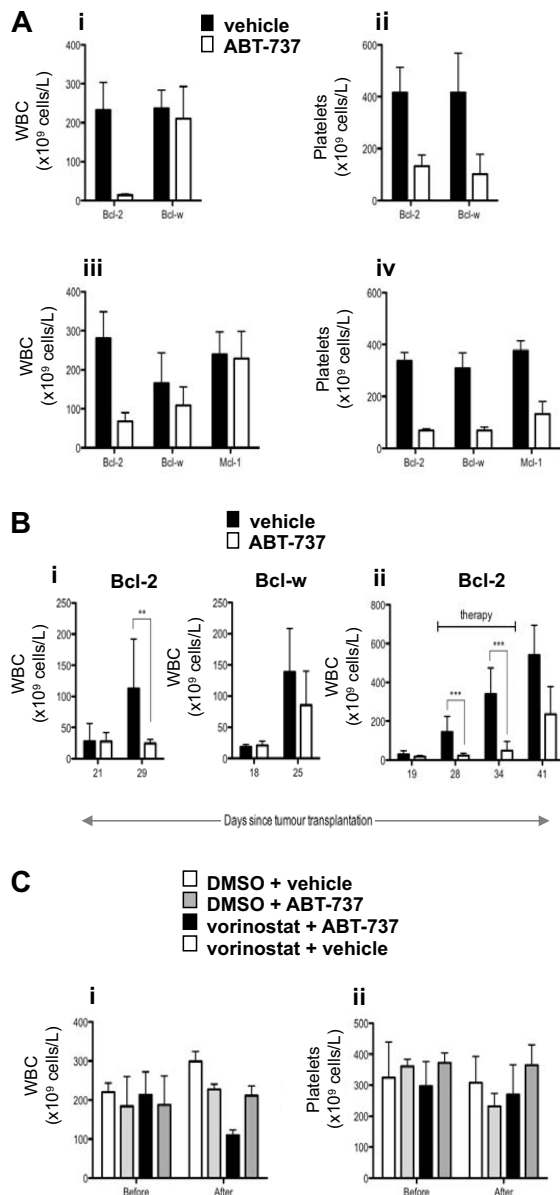 A
i
ii
vehicle
ABT-737
WBC
(x10⁹ cells/L)
400
300
200
100
0
Bcl-2
Bcl-w
Platelets
(x10⁹ cells/L)
600
400
200
0
Bcl-2
Bcl-w
iii
iv
WBC
(x10⁹ cells/L)
400
300
200
100
0
Bcl-2
Bcl-w
Mcl-1
Platelets
(x10⁹ cells/L)
600
400
200
0
Bcl-2
Bcl-w
Mcl-1
B
vehicle
ABT-737
i
Bcl-2
Bcl-w
ii
Bcl-2
WBC
(x10⁹ cells/L)
250
200
150
100
50
0
**
21
29
WBC
(x10⁹ cells/L)
250
200
150
100
50
0
18
25
WBC
(x10⁹ cells/L)
800
600
400
200
0
therapy
***
***
19
28
34
41
Days since tumour transplantation
C
DMSO + vehicle
DMSO + ABT-737
vorinostat + ABT-737
vorinostat + vehicle
i
ii
WBC
(x10⁹ cells/L)
400
300
200
100
0
Before
After
Platelets
(x10⁹ cells/L)
500
400
300
200
100
0
Before
After